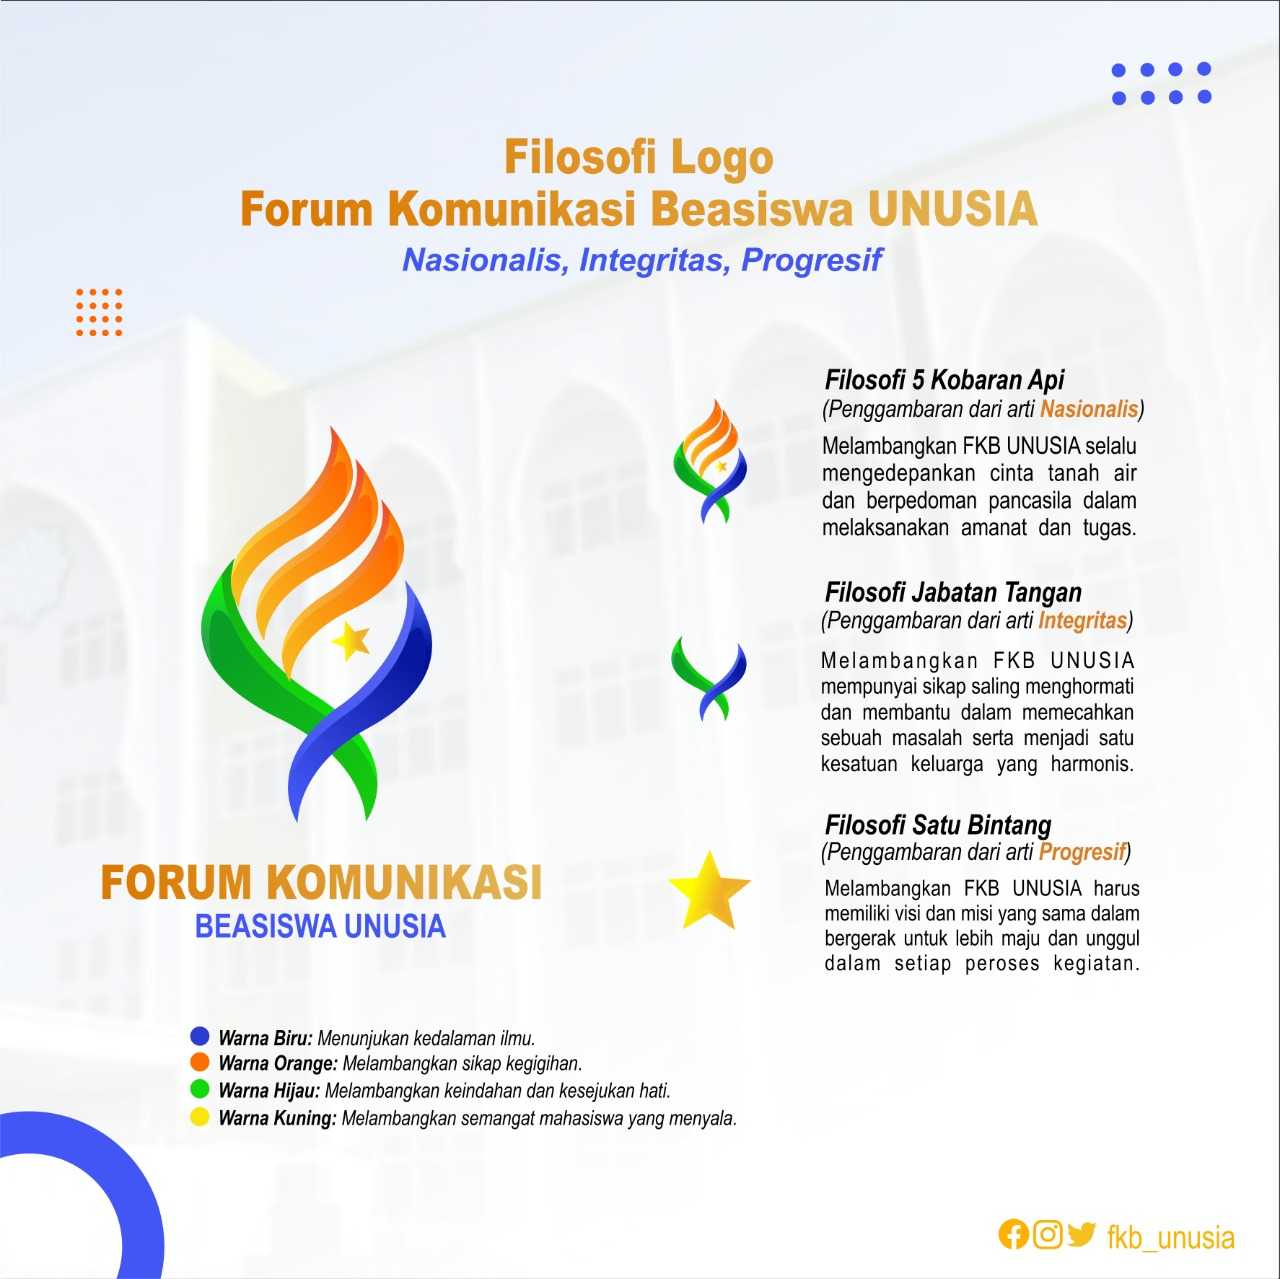 Filosofi Logo
Forum Komunikasi Beasiswa UNUSIA
Nasionalis, Integritas, Progresif
FORUM KOMUNIKASI
BEASISWA UNUSIA
Filosofi 5 Kobaran Api
(Penggambaran dari arti Nasionalis)
Melambangkan FKB UNUSIA selalu
mengedepankan cinta tanah air
dan berpedoman pancasila dalam
melaksanakan amanat dan tugas.
Filosofi Jabatan Tangan
(Penggambaran dari arti Integritas)
Melambangkan FKB UNUSIA
mempunyai sikap saling menghormati
dan membantu dalam memecahkan
sebuah masalah serta menjadi satu
kesatuan keluarga yang harmonis.
Filosofi Satu Bintang
(Penggambaran dari arti Progresif)
Melambangkan FKB UNUSIA harus
memiliki visi dan misi yang sama dalam
bergerak untuk lebih maju dan unggul
dalam setiap peroses kegiatan.
Warna Biru: Menunjukan kedalaman ilmu.
Warna Orange: Melambangkan sikap kegigihan.
Warna Hijau: Melambangkan keindahan dan kesejukan hati.
Warna Kuning: Melambangkan semangat mahasiswa yang menyala.
fkb_unusia